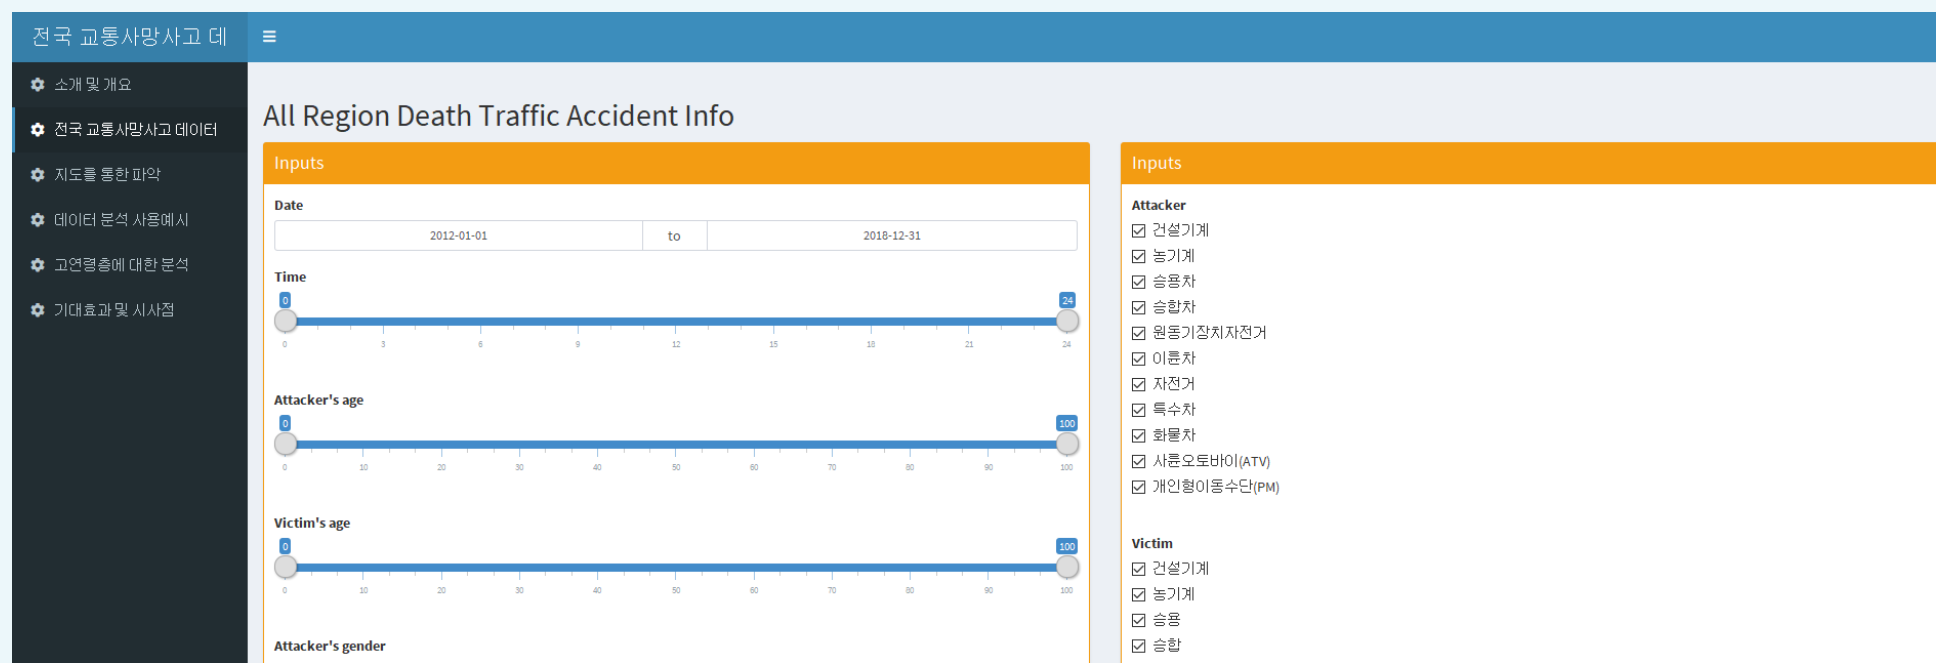 전국 교통사망사고 데
소개 및 개요
전국 교통사망사고 데이터
지도를 통한 파악
데이터 분석 사용예시
고연령층에 대한 분석
기대효과 및 시사점
All Region Death Traffic Accident Info
Inputs
Date
2012-01-01 to 2018-12-31
Time
0 24
0 3 6 9 12 15 18 21 24
Attacker's age
0 100
0 10 20 30 40 50 60 70 80 90 100
Victim's age
0 100
0 10 20 30 40 50 60 70 80 90 100
Attacker's gender
Inputs
Attacker
건설기계
농기계
승용차
승합차
원동기장치자전거
이륜차
자전거
특수차
화물차
사륜오토바이(ATV)
개인형이동수단(PM)
Victim
건설기계
농기계
승용
승합